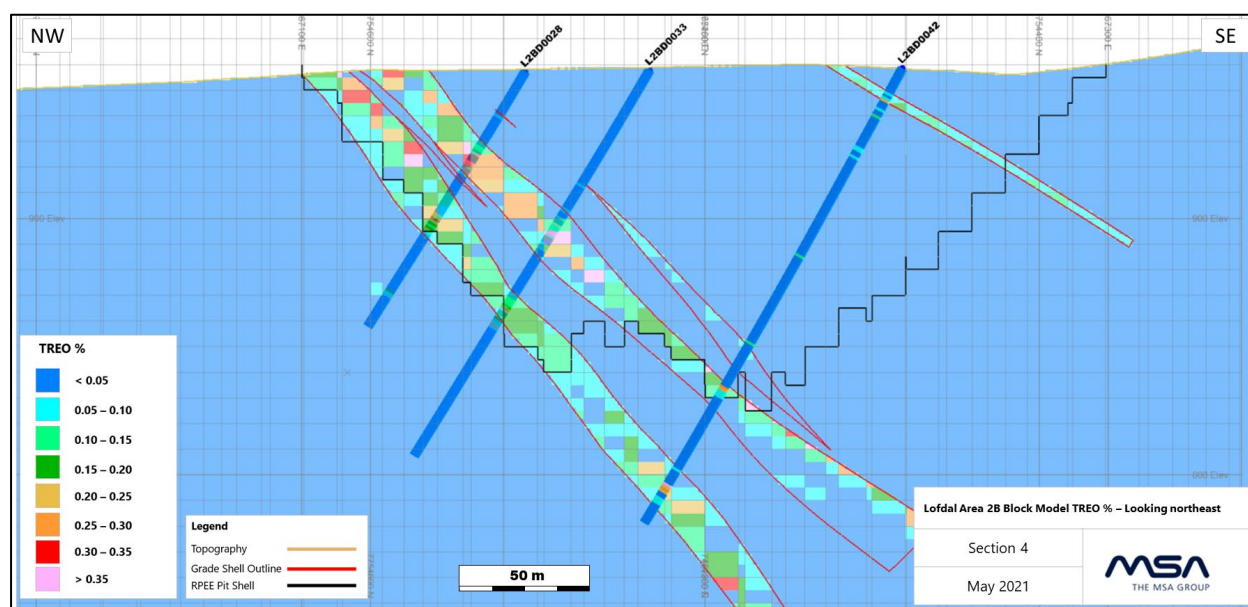 NW
SE
67100 E
L2BD0028
L2BD0033
L2BD0042
67300 E
900 Elev
900 Elev
800 Elev
TREO %
< 0.05
0.05 – 0.10
0.10 – 0.15
0.15 – 0.20
0.20 – 0.25
0.25 – 0.30
0.30 – 0.35
> 0.35
Legend
Topography
Grade Shell Outline
RPEE Pit Shell
50 m
Lofdal Area 2B Block Model TREO % – Looking northeast
Section 4
May 2021
MSA
THE MSA GROUP